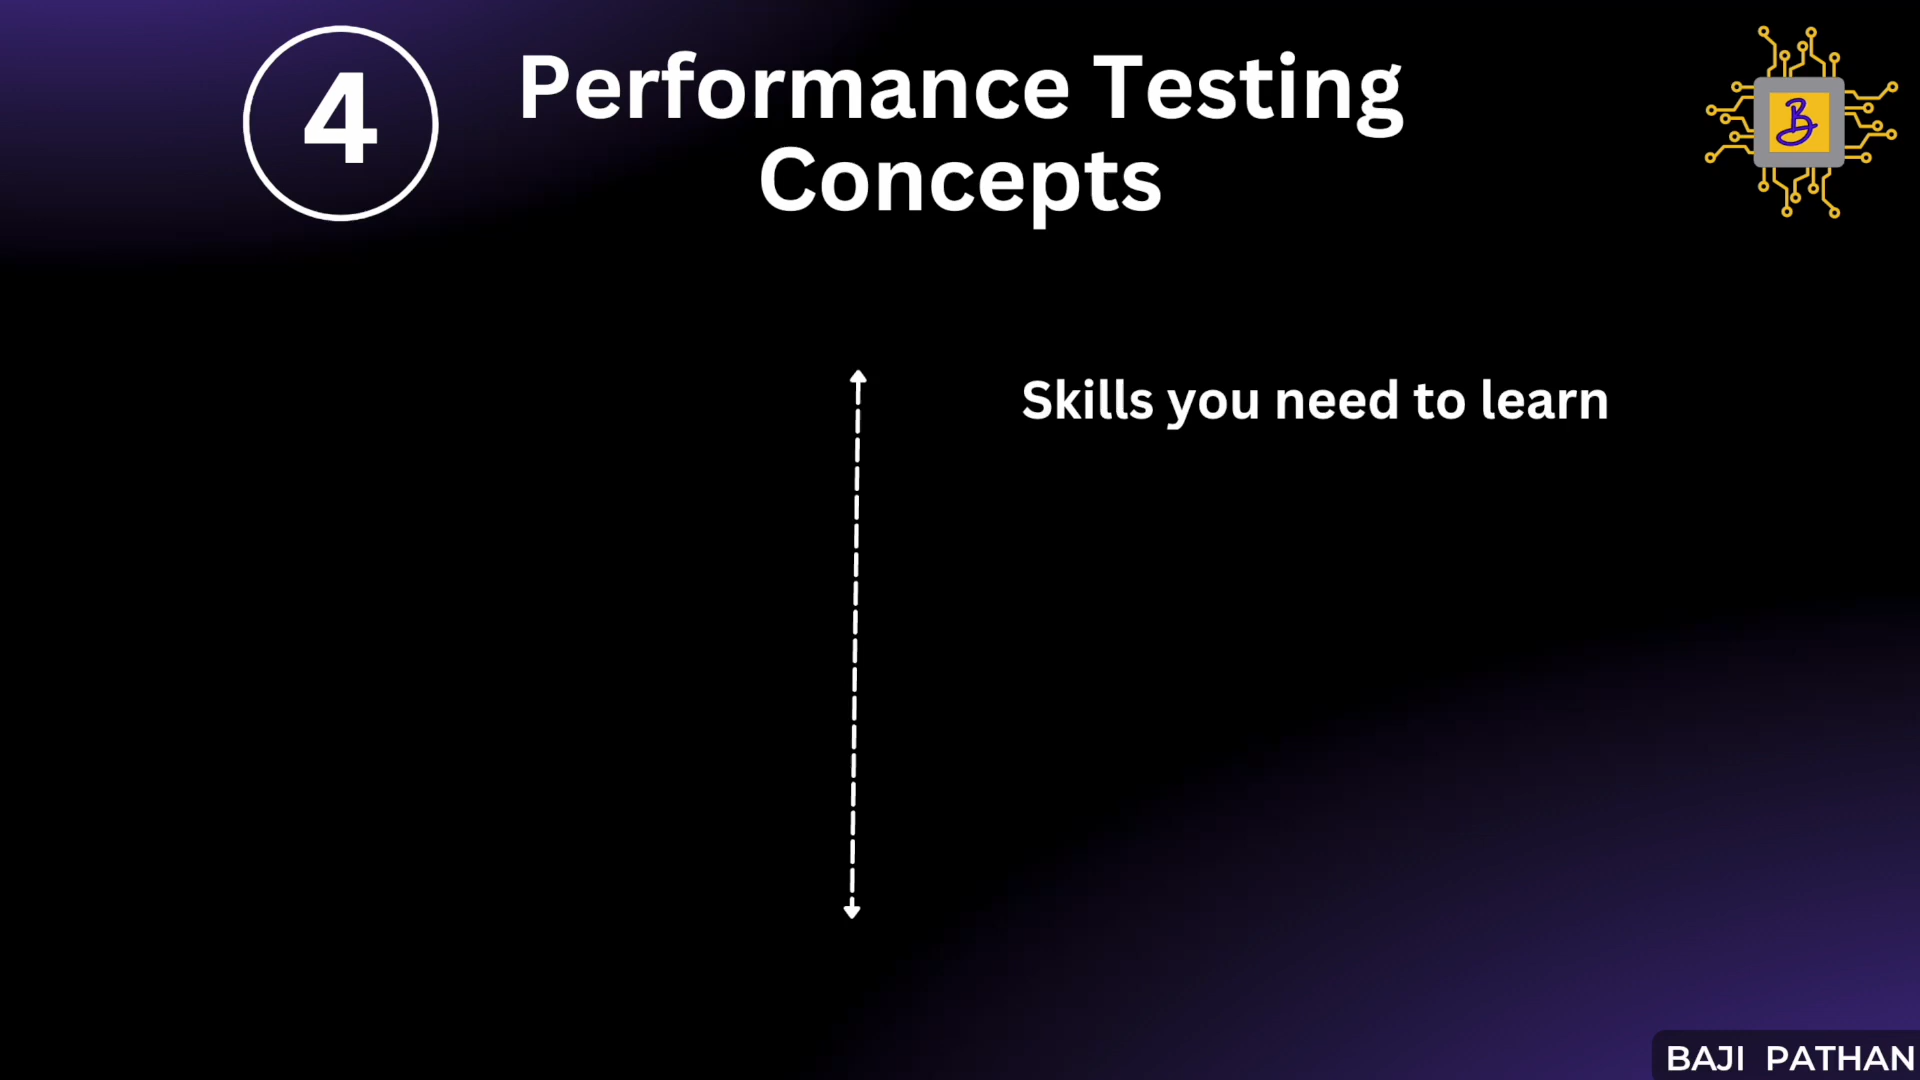 4
Performance Testing
Concepts
B
Skills you need to learn
BAJI PATHAN